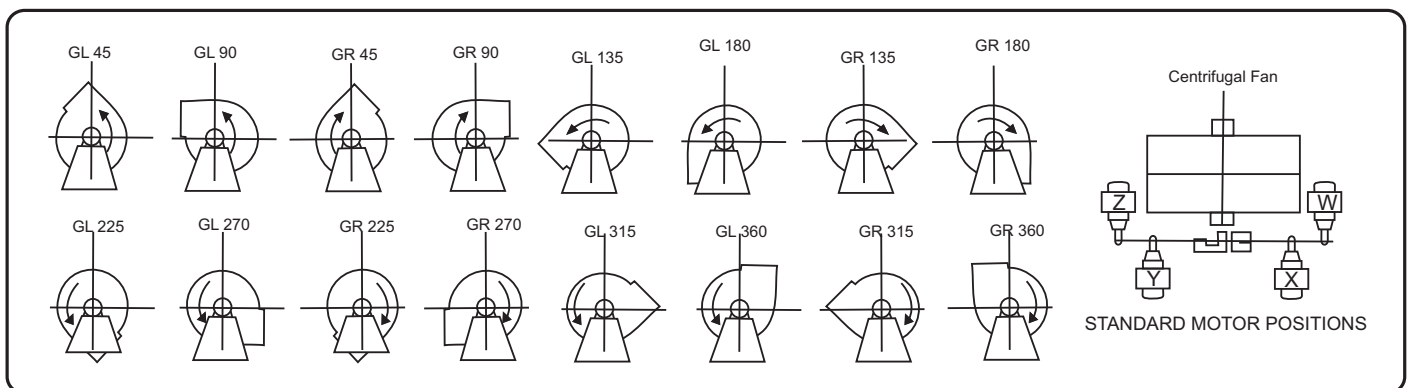 GL 45
GL 90
GR 45
GR 90
GL 135
GL 180
GR 135
GR 180
GL 225
GL 270
GR 225
GR 270
GL 315
GL 360
GR 315
GR 360
Centrifugal Fan
Z
W
Y
X
STANDARD MOTOR POSITIONS